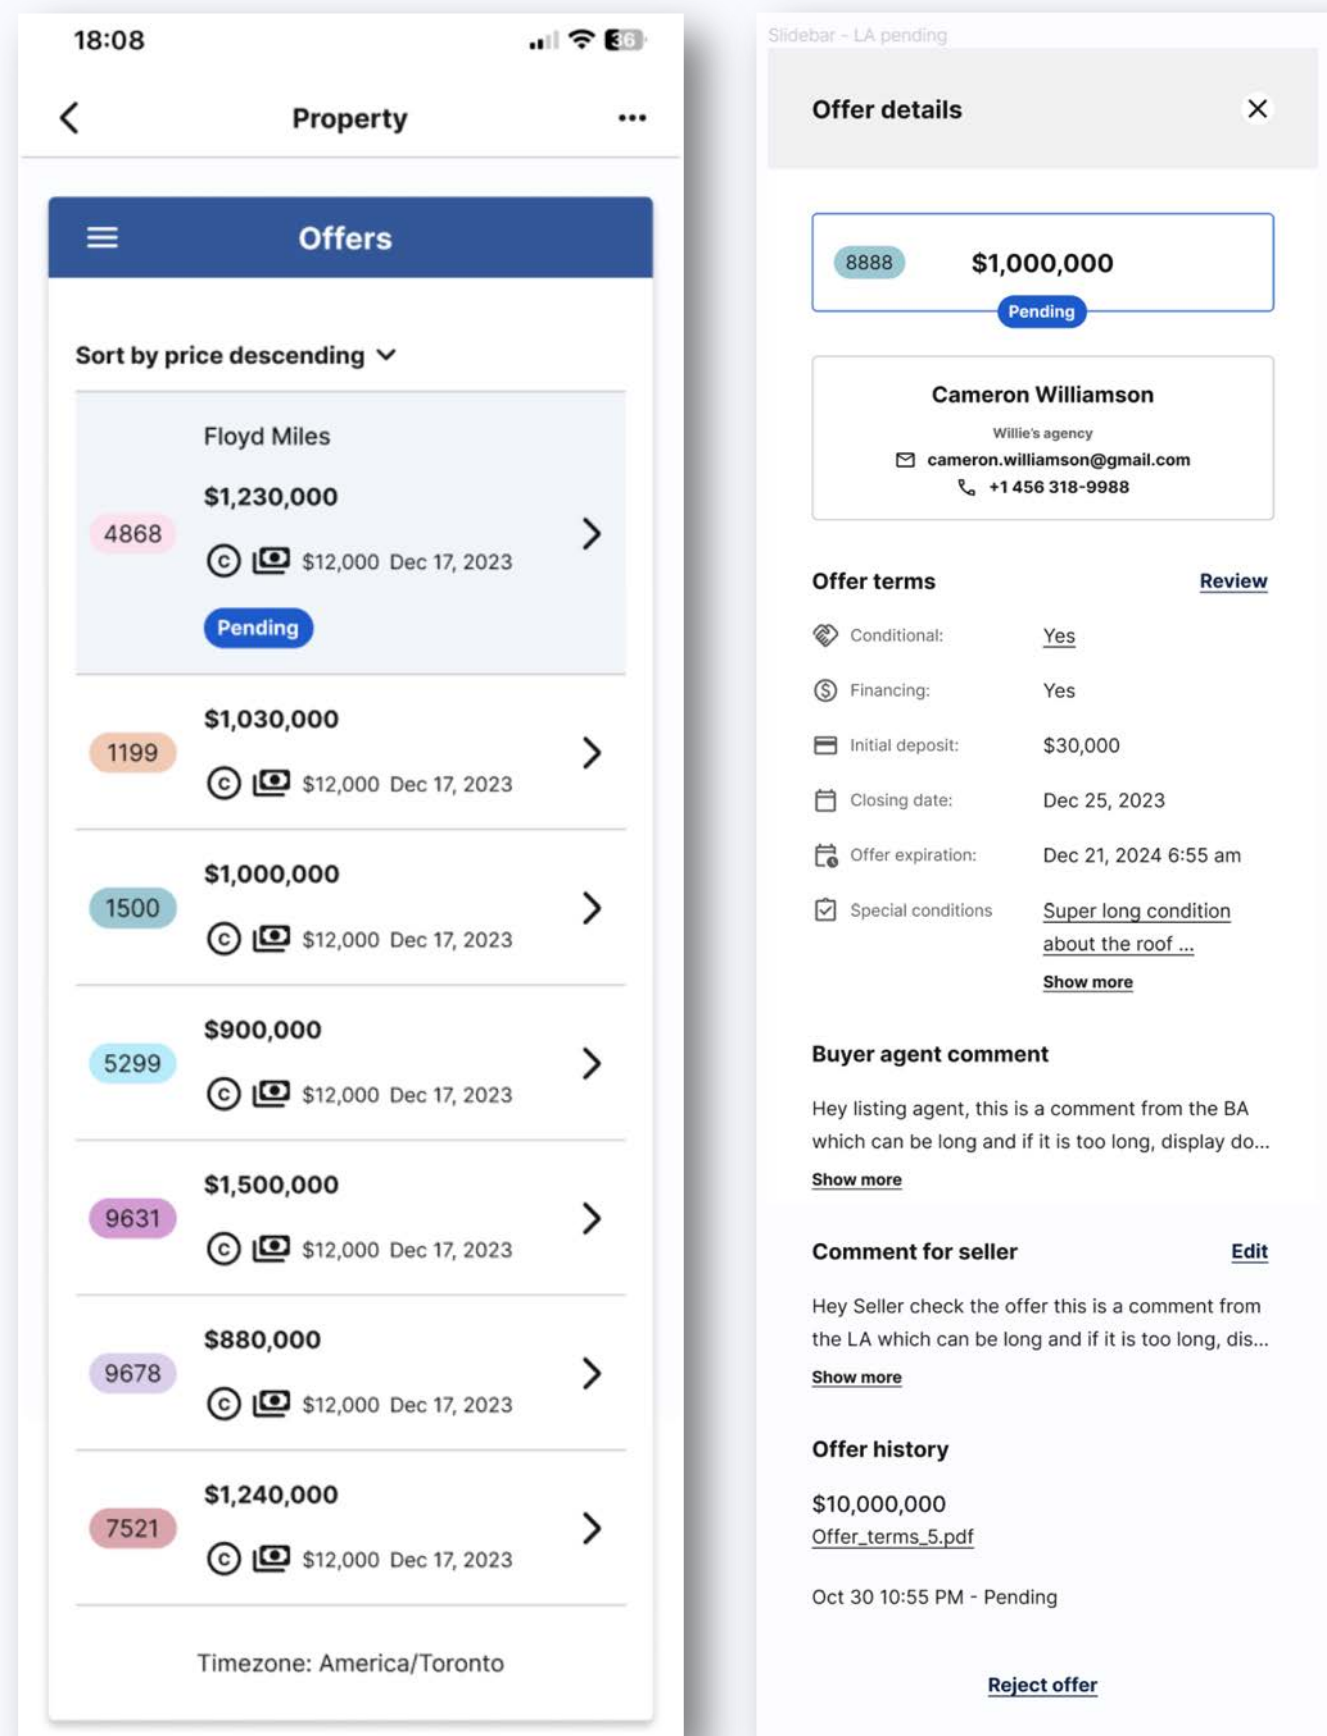 18:08
36
Property
Offers
Sort by price descending
Floyd Miles
$1,230,000
4868
C $12,000 Dec 17, 2023
Pending
$1,030,000
1199
C $12,000 Dec 17, 2023
$1,000,000
1500
C $12,000 Dec 17, 2023
$900,000
5299
C $12,000 Dec 17, 2023
$1,500,000
9631
C $12,000 Dec 17, 2023
$880,000
9678
C $12,000 Dec 17, 2023
$1,240,000
7521
C $12,000 Dec 17, 2023
Timezone: America/Toronto
Slidebar - LA pending
Offer details
8888 $1,000,000
Pending
Cameron Williamson
Willie's agency
cameron.williamson@gmail.com
+1 456 318-9988
Offer terms Review
Conditional: Yes
Financing: Yes
Initial deposit: $30,000
Closing date: Dec 25, 2023
Offer expiration: Dec 21, 2024 6:55 am
Special conditions Super long condition
about the roof ...
Show more
Buyer agent comment
Hey listing agent, this is a comment from the BA
which can be long and if it is too long, display do...
Show more
Comment for seller Edit
Hey Seller check the offer this is a comment from
the LA which can be long and if it is too long, dis...
Show more
Offer history
$10,000,000
Offer_terms_5.pdf
Oct 30 10:55 PM - Pending
Reject offer